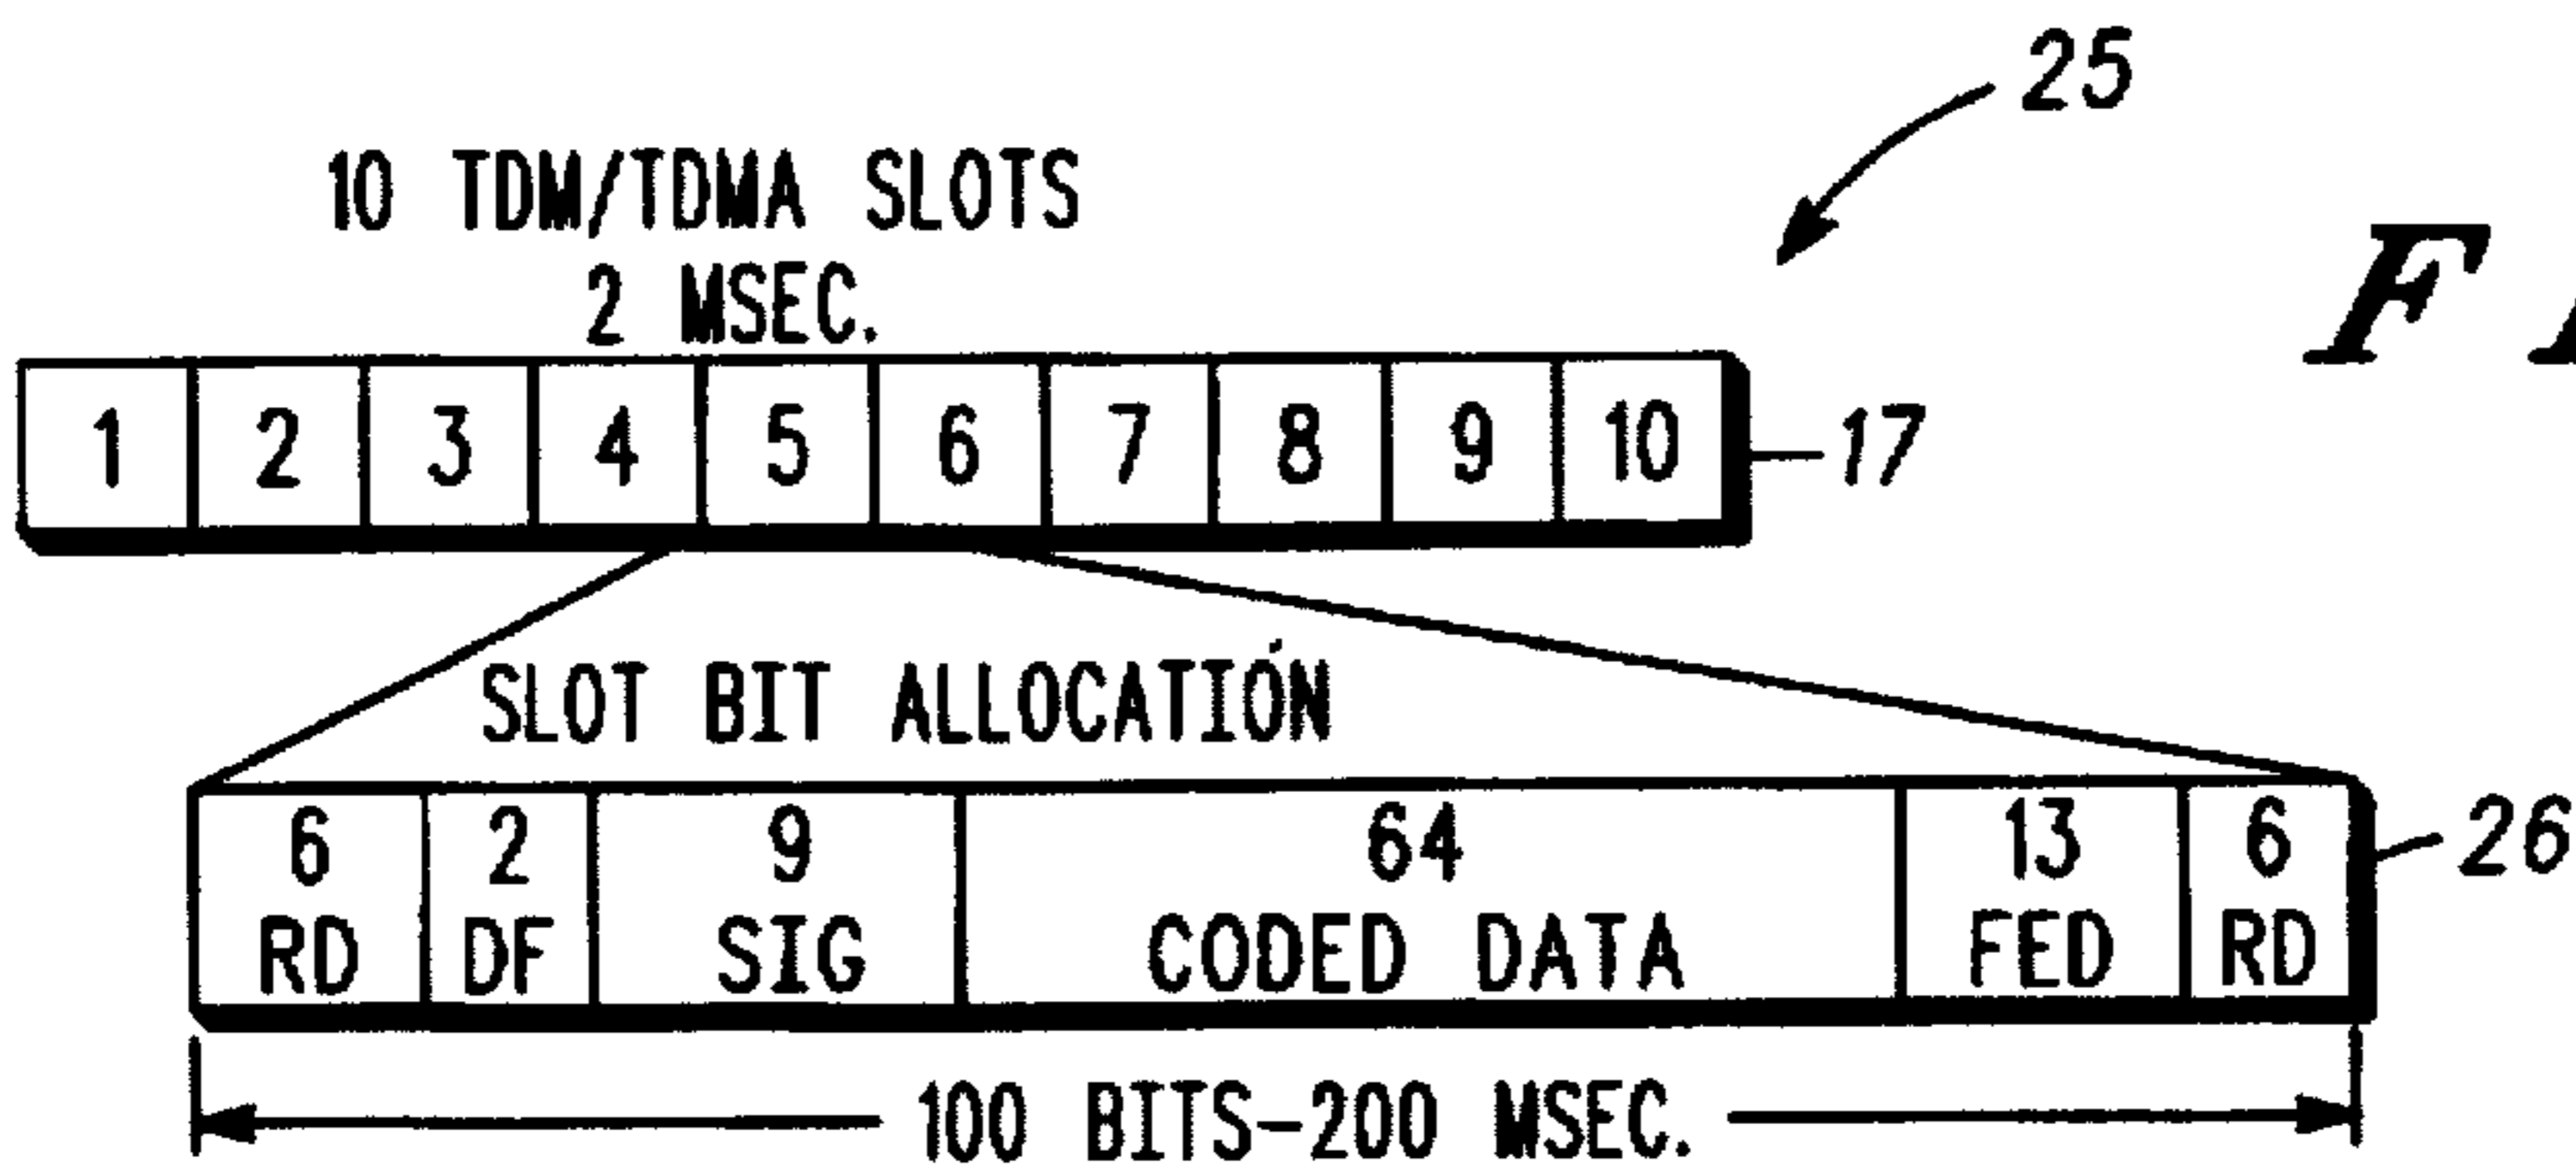 25
10 TDM/TDMA SLOTS
2 MSEC.
F
1 2 3 4 5 6 7 8 9 10
17
SLOT BIT ALLOCATION
6 2 9 64 13 6
26
RD DF SIG CODED DATA FED RD
100 BITS-200 MSEC.